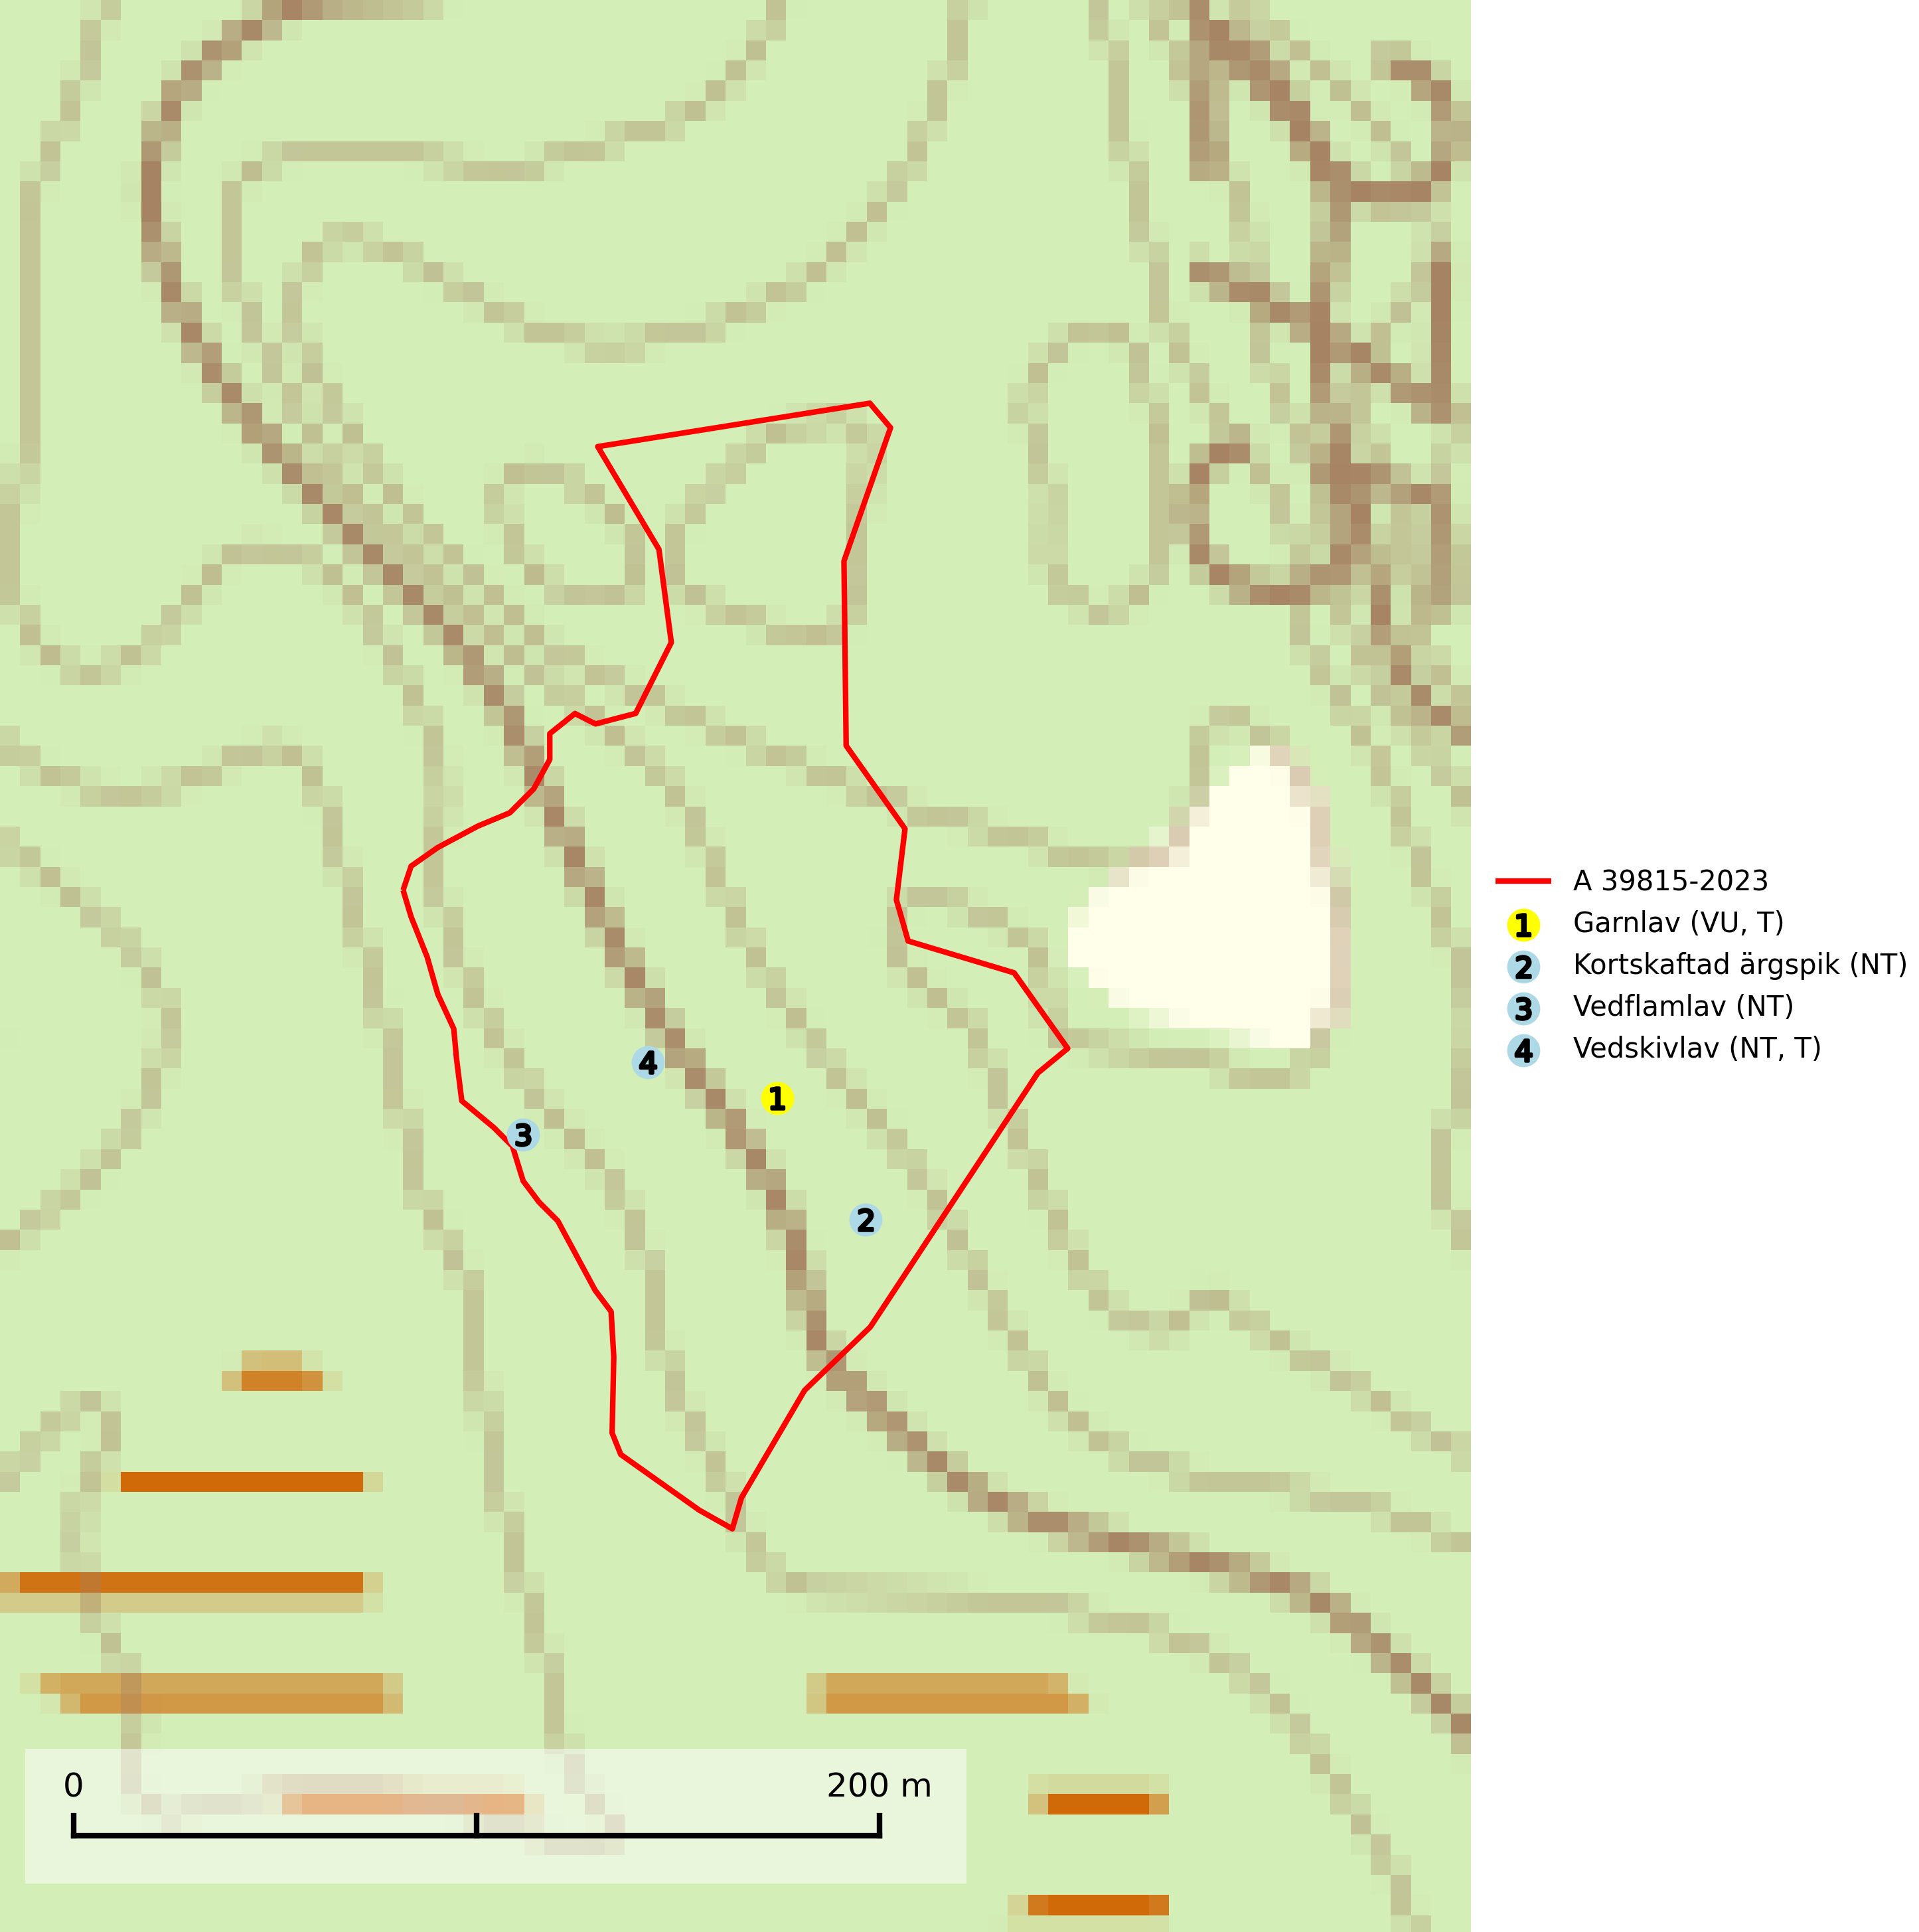 A 39815-2023
1 Garnlav (VU, T)
2 Kortskaftad ärgspik (NT)
3 Vedflamlav (NT)
4 Vedskivlav (NT, T)
4
1
3
2
0 200 m